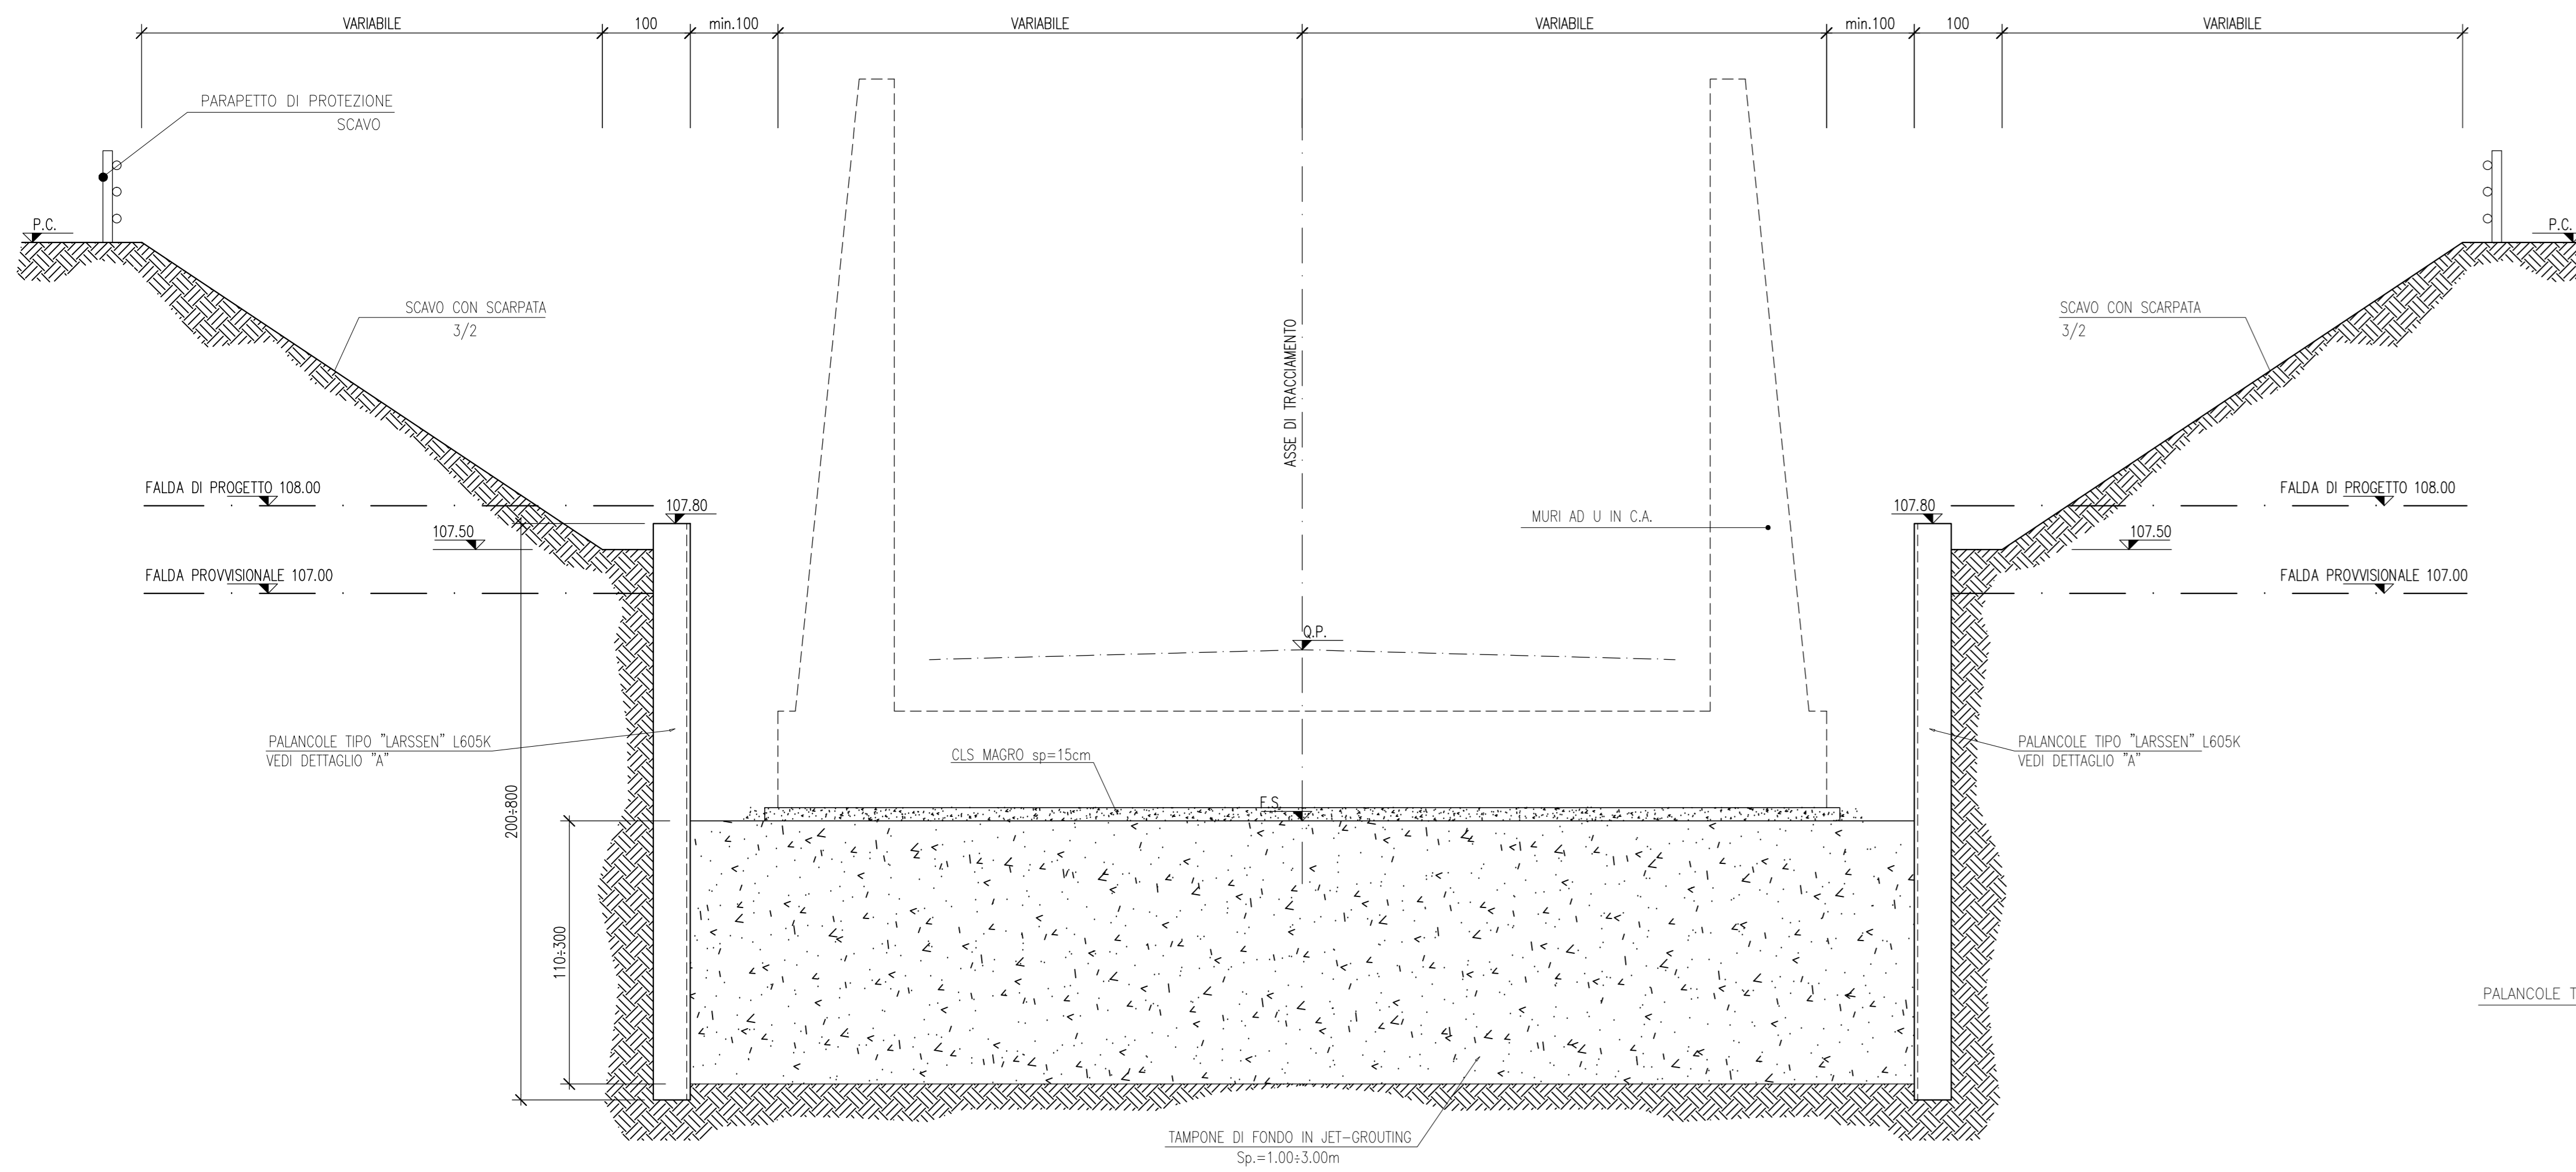 VARIABILE
100
min.100
VARIABILE
VARIABILE
min.100
100
VARIABILE
PARAPETTO DI PROTEZIONE
SCAVO
P.C.
P.C.
SCAVO CON SCARPATA
3/2
SCAVO CON SCARPATA
3/2
ASSE DI TRACCIAMENTO
FALDA DI PROGETTO 108.00
107.80
107.50
FALDA PROVVISIONALE 107.00
MURI AD U IN C.A.
107.80
FALDA DI PROGETTO 108.00
107.50
FALDA PROVVISIONALE 107.00
Q.P.
PALANCOLE TIPO "LARSSEN" L605K
VEDI DETTAGLIO "A"
CLS MAGRO sp=15cm
PALANCOLE TIPO "LARSSEN" L605K
VEDI DETTAGLIO "A"
F.S.
200÷800
110÷300
PALANCOLE T
TAMPONE DI FONDO IN JET-GROUTING
Sp.=1.00÷3.00m